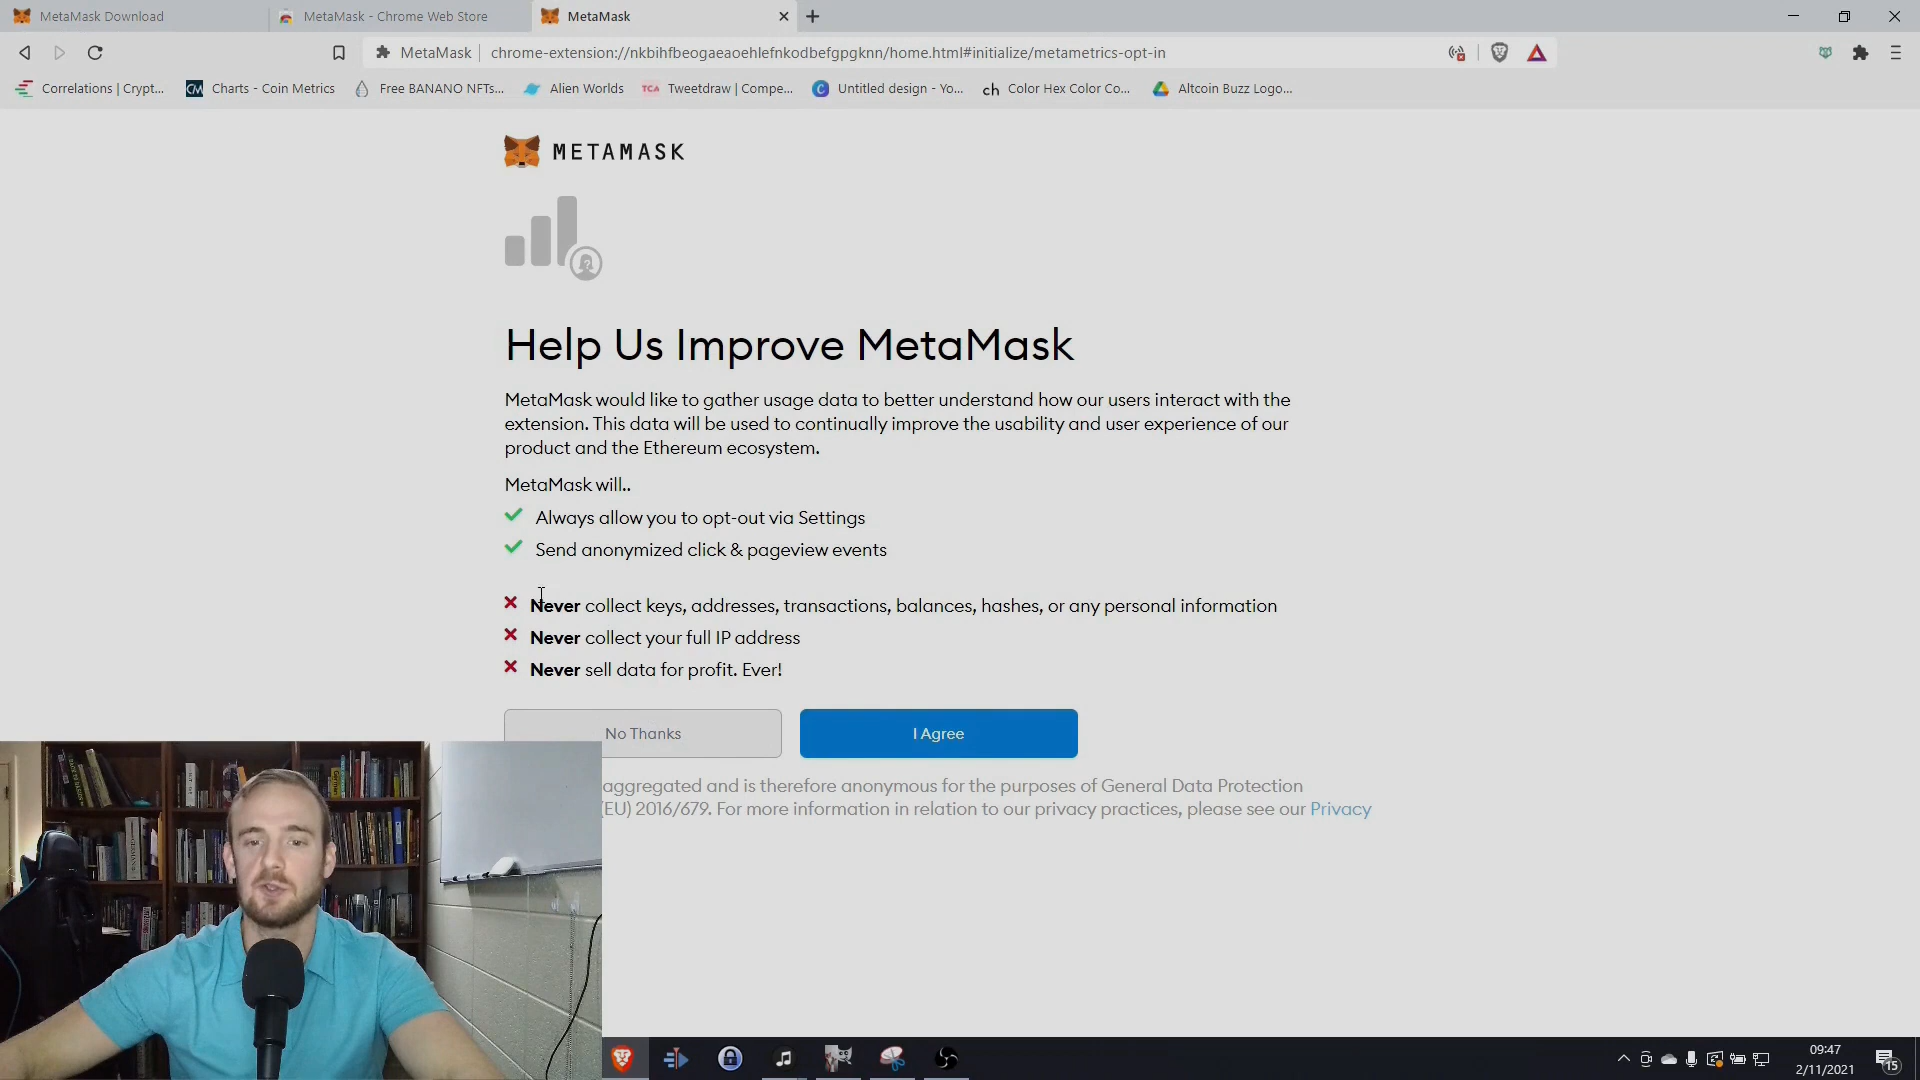 MetaMask Download
MetaMask - Chrome Web Store
MetaMask
MetaMask
chrome-extension://nkbihfbeogaeaoehlefnkodbefgpgknn/home.html#initialize/metametrics-opt-in
Correlations | Crypt...
CM Charts - Coin Metrics
Free BANANO NFTs...
Alien Worlds
TCA Tweetdraw | Compe...
Untitled design - Yo...
ch Color Hex Color Co...
Altcoin Buzz Logo...
METAMASK
Help Us Improve MetaMask
MetaMask would like to gather usage data to better understand how our users interact with the
extension. This data will be used to continually improve the usability and user experience of our
product and the Ethereum ecosystem.
MetaMask will..
Always allow you to opt-out via Settings
Send anonymized click & pageview events
Never collect keys, addresses, transactions, balances, hashes, or any personal information
Never collect your full IP address
Never sell data for profit. Ever!
No Thanks
I Agree
aggregated and is therefore anonymous for the purposes of General Data Protection
(EU) 2016/679. For more information in relation to our privacy practices, please see our Privacy
09:47
2/11/2021
15